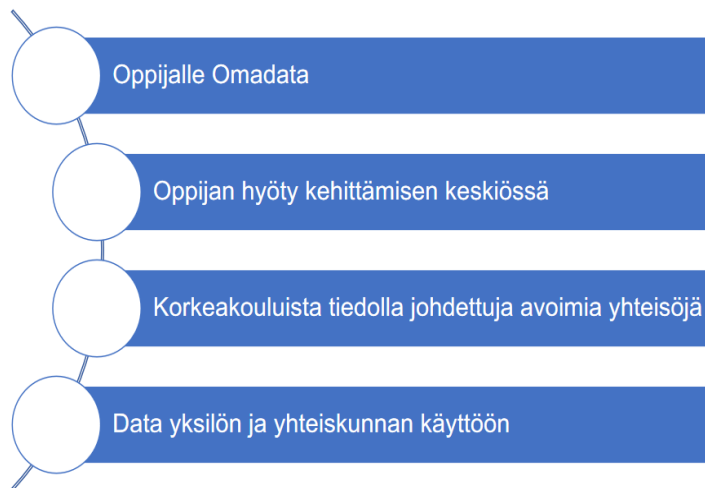 Oppijalle Omadata
Oppijan hyöty kehittämisen keskiössä
Korkeakouluista tiedolla johdettuja avoimia yhteisöjä
Data yksilön ja yhteiskunnan käyttöön